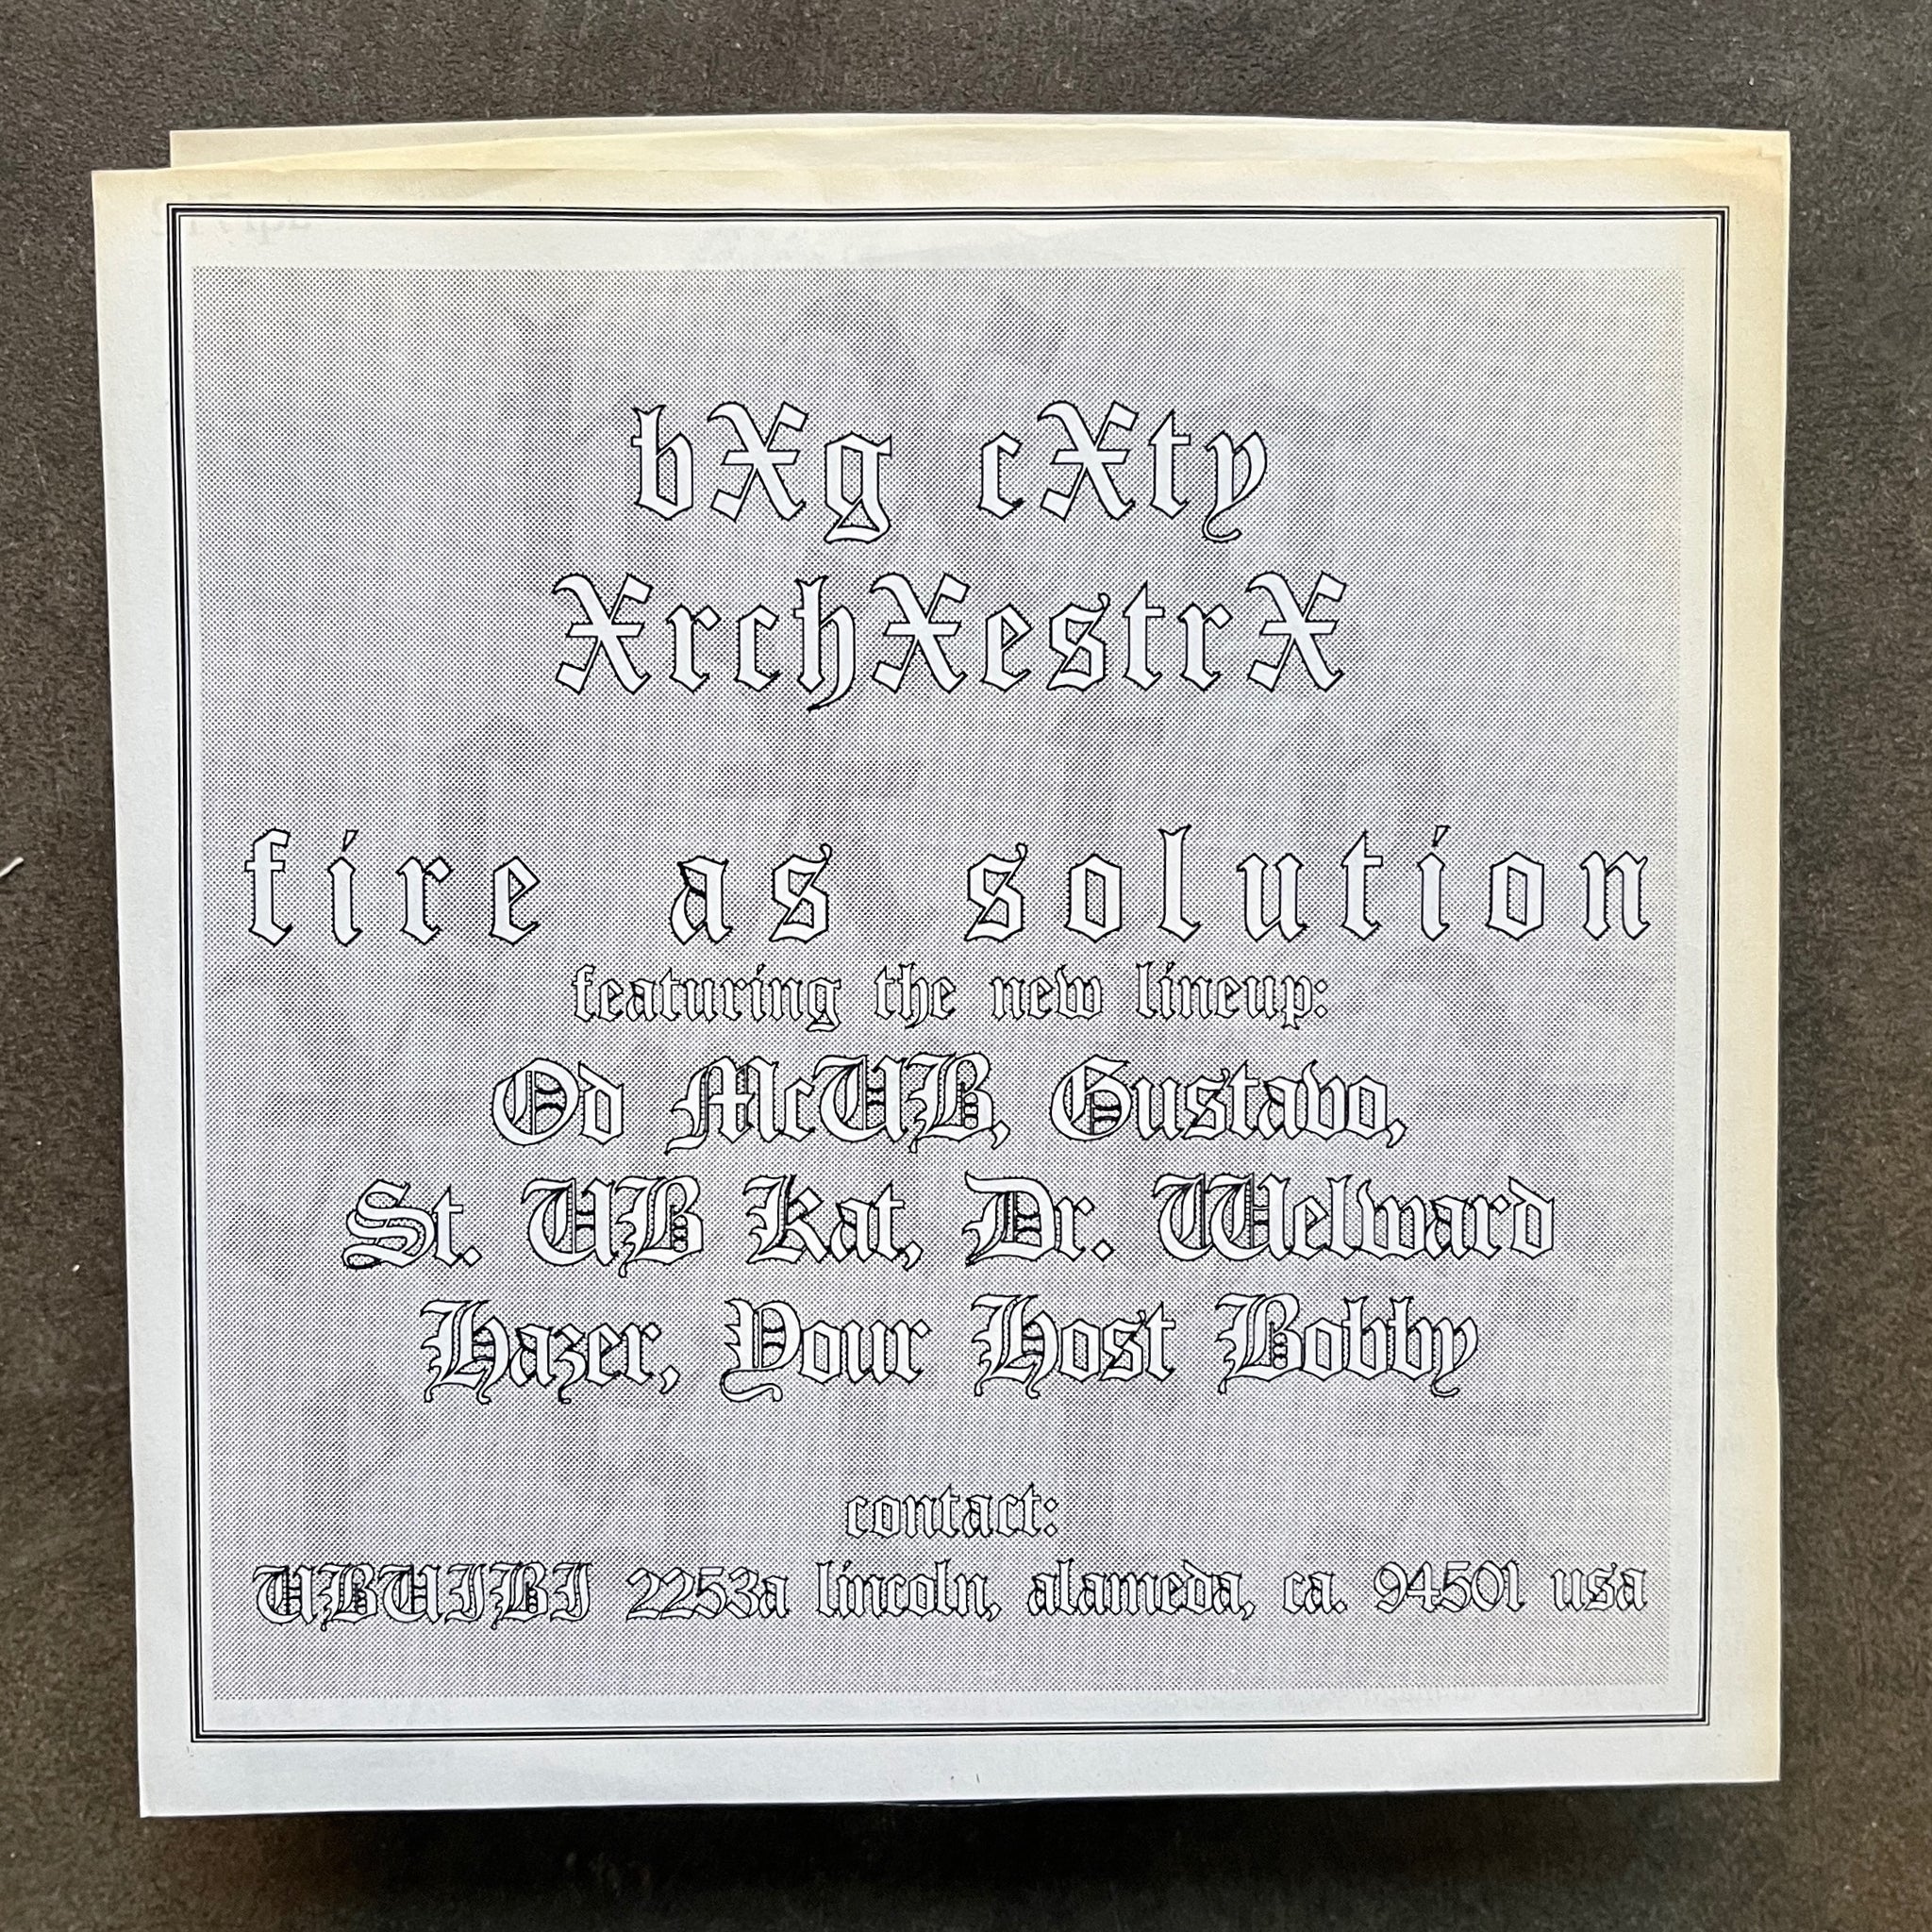 bXg cXty
XrchXestrX
fire as solution
featuring the new lineup:
Od McUB, Gustavo,
St. UB Kat, Dr. Welward
Hazer, Your Host Bobby
contact:
UBUIBI 2253a lincoln, alameda, ca. 94501 usa